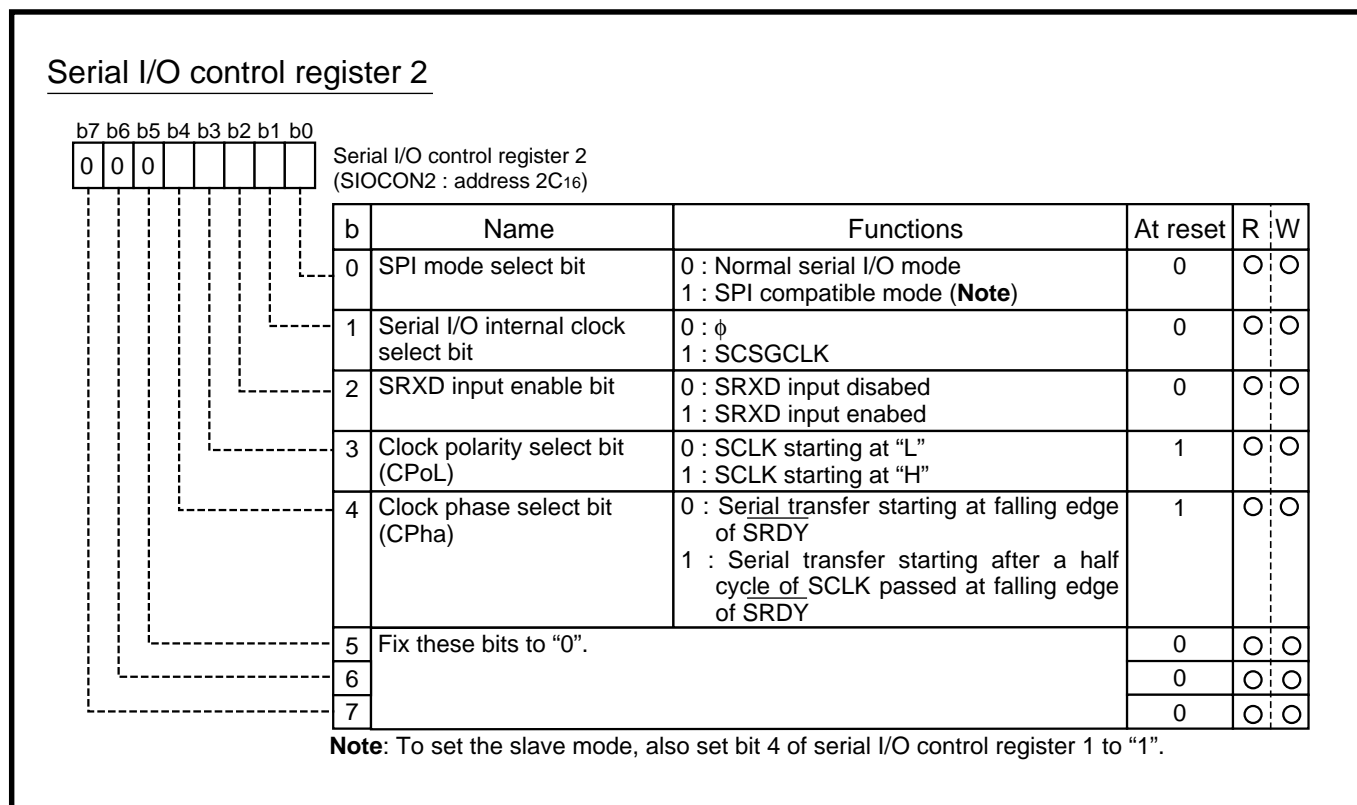 Serial I/O control register 2
b7 b6 b5 b4 b3 b2 b1 b0
0 0 0
Serial I/O control register 2
(SIOCON2 : address 2C16)
b Name Functions At reset R W
0 SPI mode select bit 0 : Normal serial I/O mode 0 ○ ○
1 : SPI compatible mode (Note)
1 Serial I/O internal clock 0 : ϕ 0 ○ ○
select bit 1 : SCSGCLK
2 SRXD input enable bit 0 : SRXD input disabed 0 ○ ○
1 : SRXD input enabed
3 Clock polarity select bit 0 : SCLK starting at “L” 1 ○ ○
(CPoL) 1 : SCLK starting at “H”
4 Clock phase select bit 0 : Serial transfer starting at falling edge 1 ○ ○
(CPha) of SRDY
1 : Serial transfer starting after a half
cycle of SCLK passed at falling edge
of SRDY
5 Fix these bits to “0”. 0 ○ ○
6 0 ○ ○
7 0 ○ ○
Note: To set the slave mode, also set bit 4 of serial I/O control register 1 to “1”.